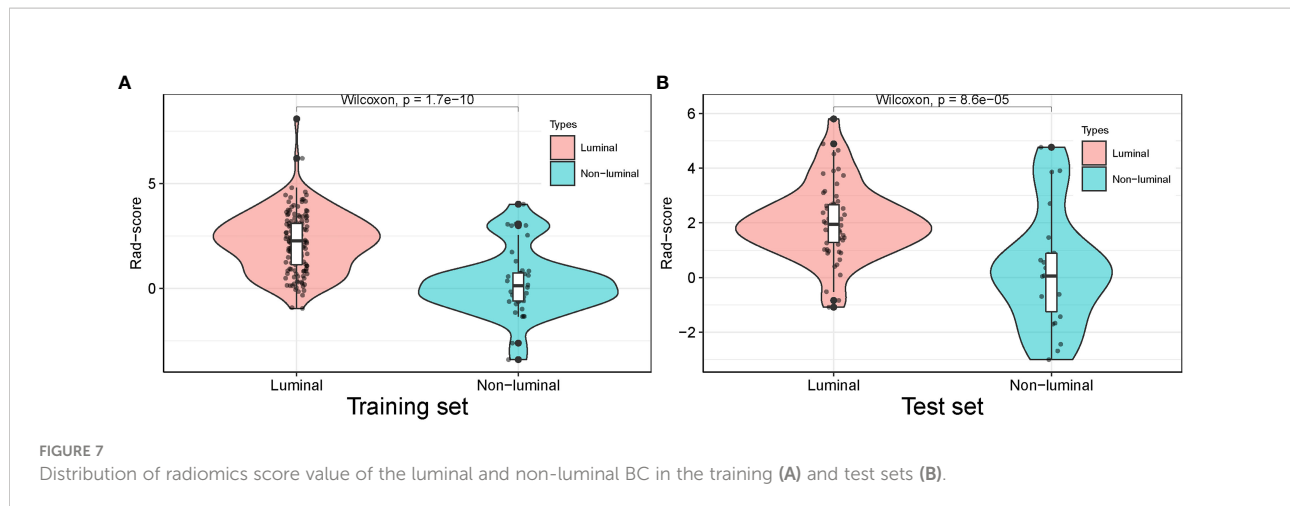 A
Wilcoxon, p = 1.7e−10
Types
Luminal
Non−luminal
Rad−score
5
0
Luminal
Non−luminal
Training set
B
Wilcoxon, p = 8.6e−05
Types
Luminal
Non−luminal
Rad−score
6
4
2
0
−2
Luminal
Non−luminal
Test set
FIGURE 7
Distribution of radiomics score value of the luminal and non-luminal BC in the training (A) and test sets (B).